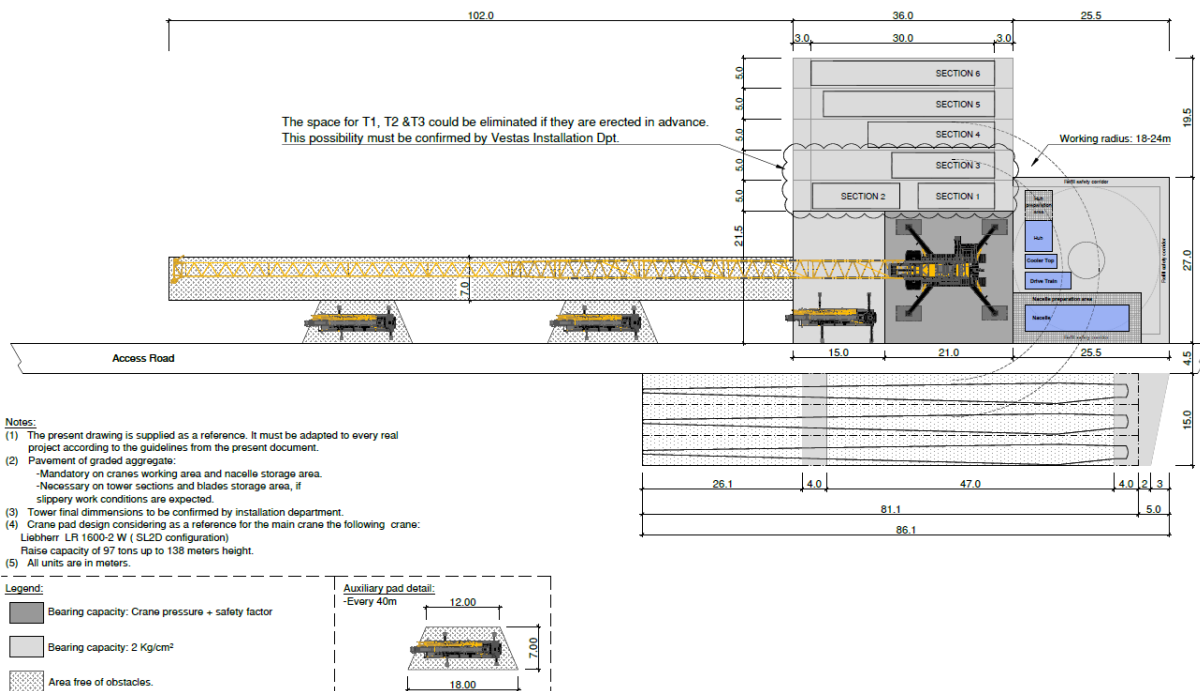 102.0
36.0
25.5
3.0
30.0
3.0
SECTION 6
5.0
SECTION 5
5.0
19.5
The space for T1, T2 &T3 could be eliminated if they are erected in advance.
This possibility must be confirmed by Vestas Installation Dpt.
SECTION 4
5.0
Working radius: 18-24m
SECTION 3
5.0
SECTION 2
SECTION 1
5.0
Refill safety corridor
Hub
preparation
area
Hub
21.5
Refill safety corridor
27.0
Cooler Top
Drive Train
7.0
Nacelle preparation area
Nacelle
Refill safety corridor
Access Road
15.0
21.0
25.5
4.5
15.0
26.1
4.0
47.0
4.0
2
3
81.1
5.0
86.1
Notes:
(1) The present drawing is supplied as a reference. It must be adapted to every real
project according to the guidelines from the present document.
(2) Pavement of graded aggregate:
-Mandatory on cranes working area and nacelle storage area.
-Necessary on tower sections and blades storage area, if
slippery work conditions are expected.
(3) Tower final dimmensions to be confirmed by installation department.
(4) Crane pad design considering as a reference for the main crane the following crane:
Liebherr LR 1600-2 W ( SL2D configuration)
Raise capacity of 97 tons up to 138 meters height.
(5) All units are in meters.
Legend:
Bearing capacity: Crane pressure + safety factor
Bearing capacity: 2 Kg/cm²
Area free of obstacles.
Auxiliary pad detail:
-Every 40m
12.00
7.00
18.00